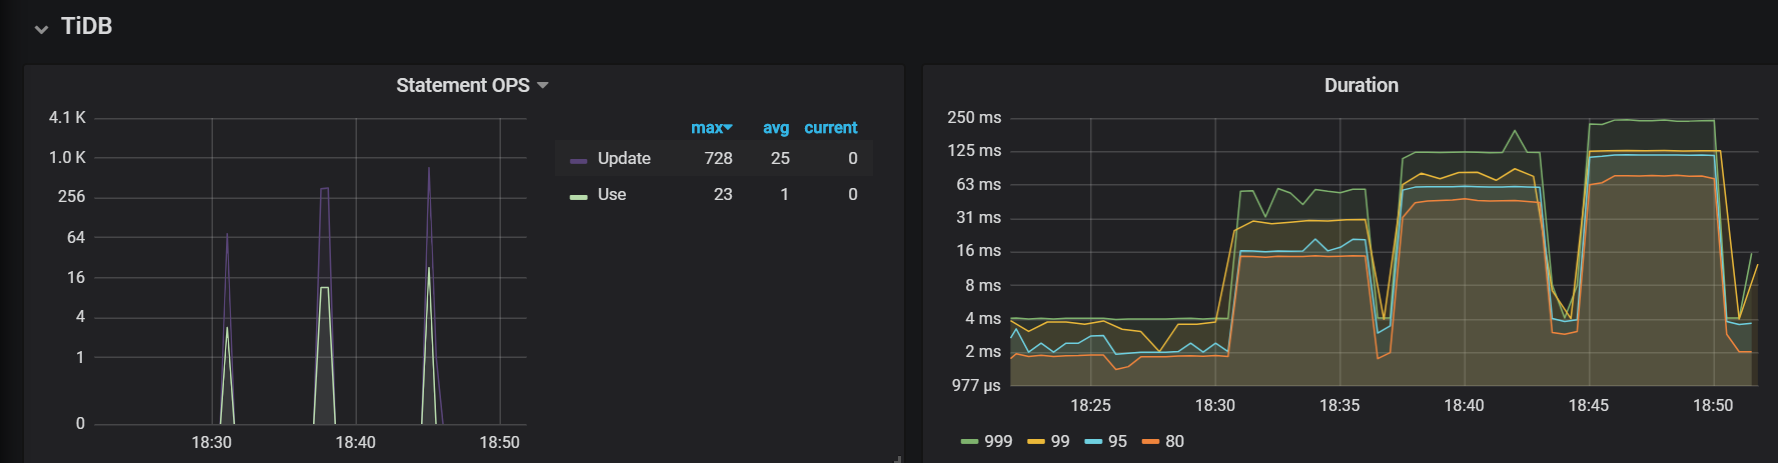 TiDB
Statement OPS
4.1 K
1.0 K
256
64
16
4
1
0
18:30 18:40 18:50
max avg current
Update 728 25 0
Use 23 1 0
Duration
250 ms
125 ms
63 ms
31 ms
16 ms
8 ms
4 ms
2 ms
977 µs
18:25 18:30 18:35 18:40 18:45 18:50
999 99 95 80